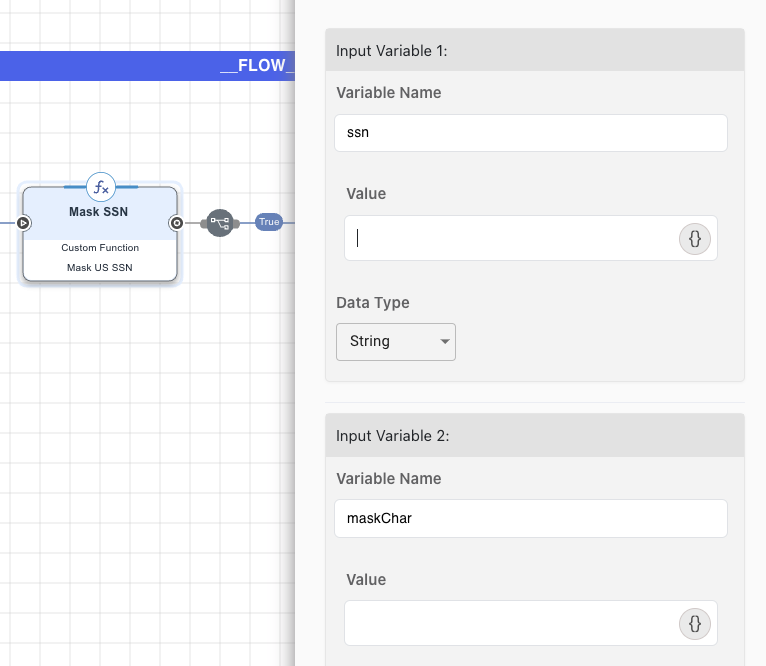 __FLOW_
fx
Mask SSN
Custom Function
Mask US SSN
True
Input Variable 1:
Variable Name
ssn
Value
{}
Data Type
String
Input Variable 2:
Variable Name
maskChar
Value
{}